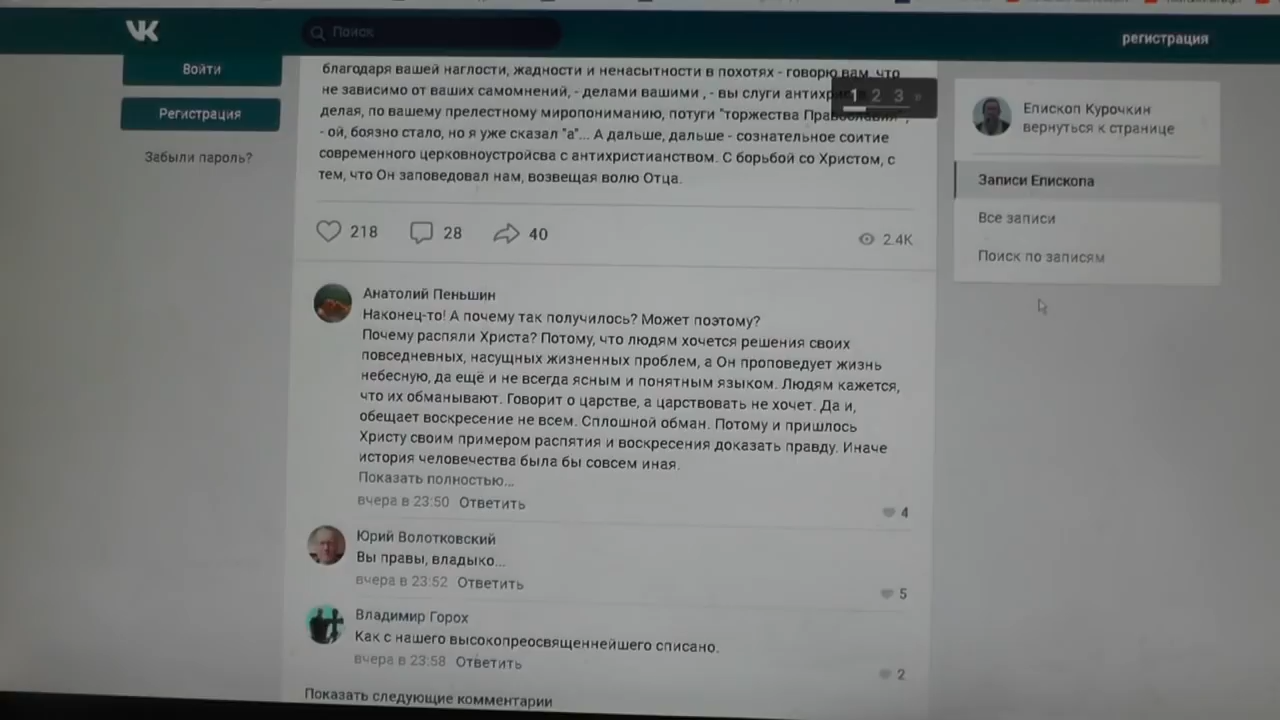 VK
Поиск
регистрация
Войти
Регистрация
Забыли пароль?
благодаря вашей наглости, жадности и ненасытности в похотях - говорю вам, что
не зависимо от ваших самомнений, - делами вашими , - вы слуги
делая, по вашему прелестному миропониманию, потуги "торжества Православия",
- ой, боязно стало, но я уже сказал "а"... А дальше, дальше - сознательное соитие
современного церковноустройсва с антихристианством. С борьбой со Христом, с
тем, что Он заповедовал нам, возвещая волю Отца.
1 2 3 »
218 28 40 2.4K
Епископ Курочкин
вернуться к странице
Записи Епископа
Все записи
Поиск по записям
Анатолий Пеньшин
Наконец-то! А почему так получилось? Может поэтому?
Почему распяли Христа? Потому, что людям хочется решения своих
повседневных, насущных жизненных проблем, а Он проповедует жизнь
небесную, да ещё и не всегда ясным и понятным языком. Людям кажется,
что их обманывают. Говорит о царстве, а царствовать не хочет. Да и,
обещает воскресение не всем. Сплошной обман. Потому и пришлось
Христу своим примером распятия и воскресения доказать правду. Иначе
история человечества была бы совсем иная.
Показать полностью...
вчера в 23:50 Ответить 4
Юрий Волотковский
Вы правы, владыко...
вчера в 23:52 Ответить 5
Владимир Горох
Как с нашего высокопреосвященнейшего списано.
вчера в 23:58 Ответить 2
Показать следующие комментарии